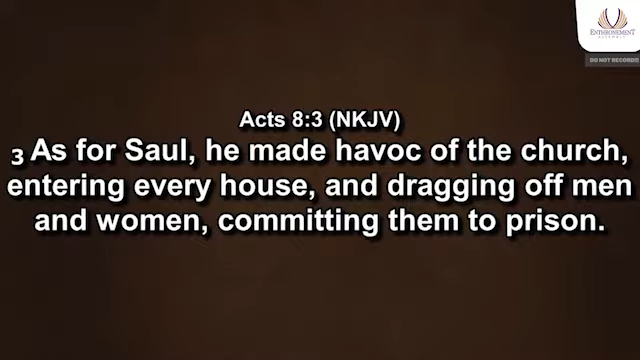 ENTHRONEMENT
ASSEMBLY
DO NOT RECORD!!
Acts 8:3 (NKJV)
3 As for Saul, he made havoc of the church,
entering every house, and dragging off men
and women, committing them to prison.